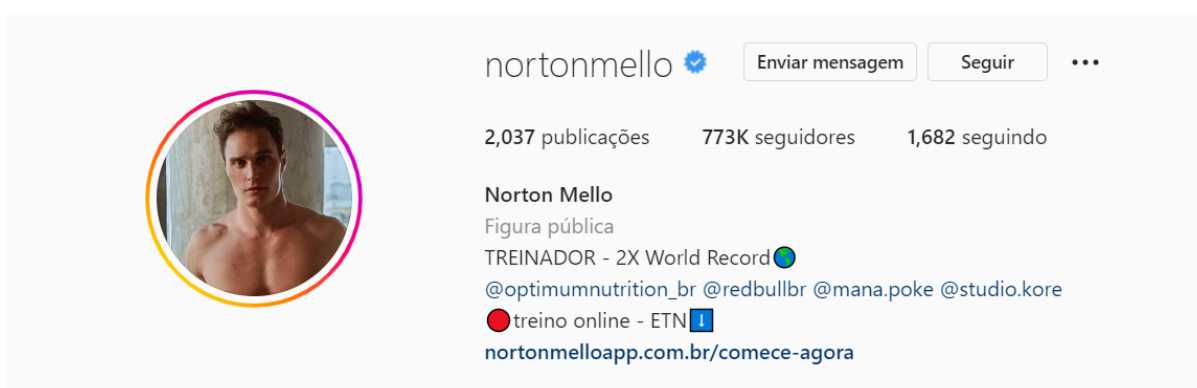 nortonmello Enviar mensagem Seguir
2,037 publicações 773K seguidores 1,682 seguindo
Norton Mello
Figura pública
TREINADOR - 2X World Record🌎
@optimumnutrition_br @redbullbr @mana.poke @studio.kore
🔴treino online - ETN⬇️
nortonmelloapp.com.br/comece-agora